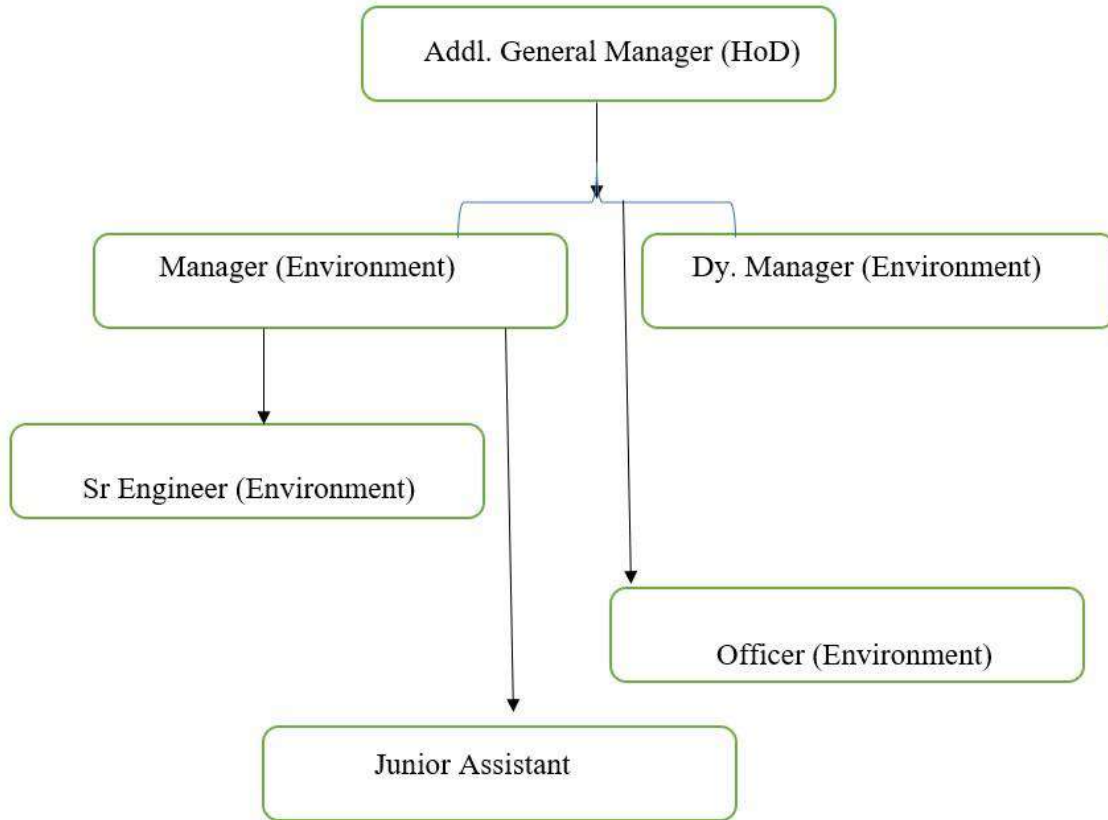 Addl. General Manager (HoD)
Manager (Environment)
Dy. Manager (Environment)
Sr Engineer (Environment)
Officer (Environment)
Junior Assistant